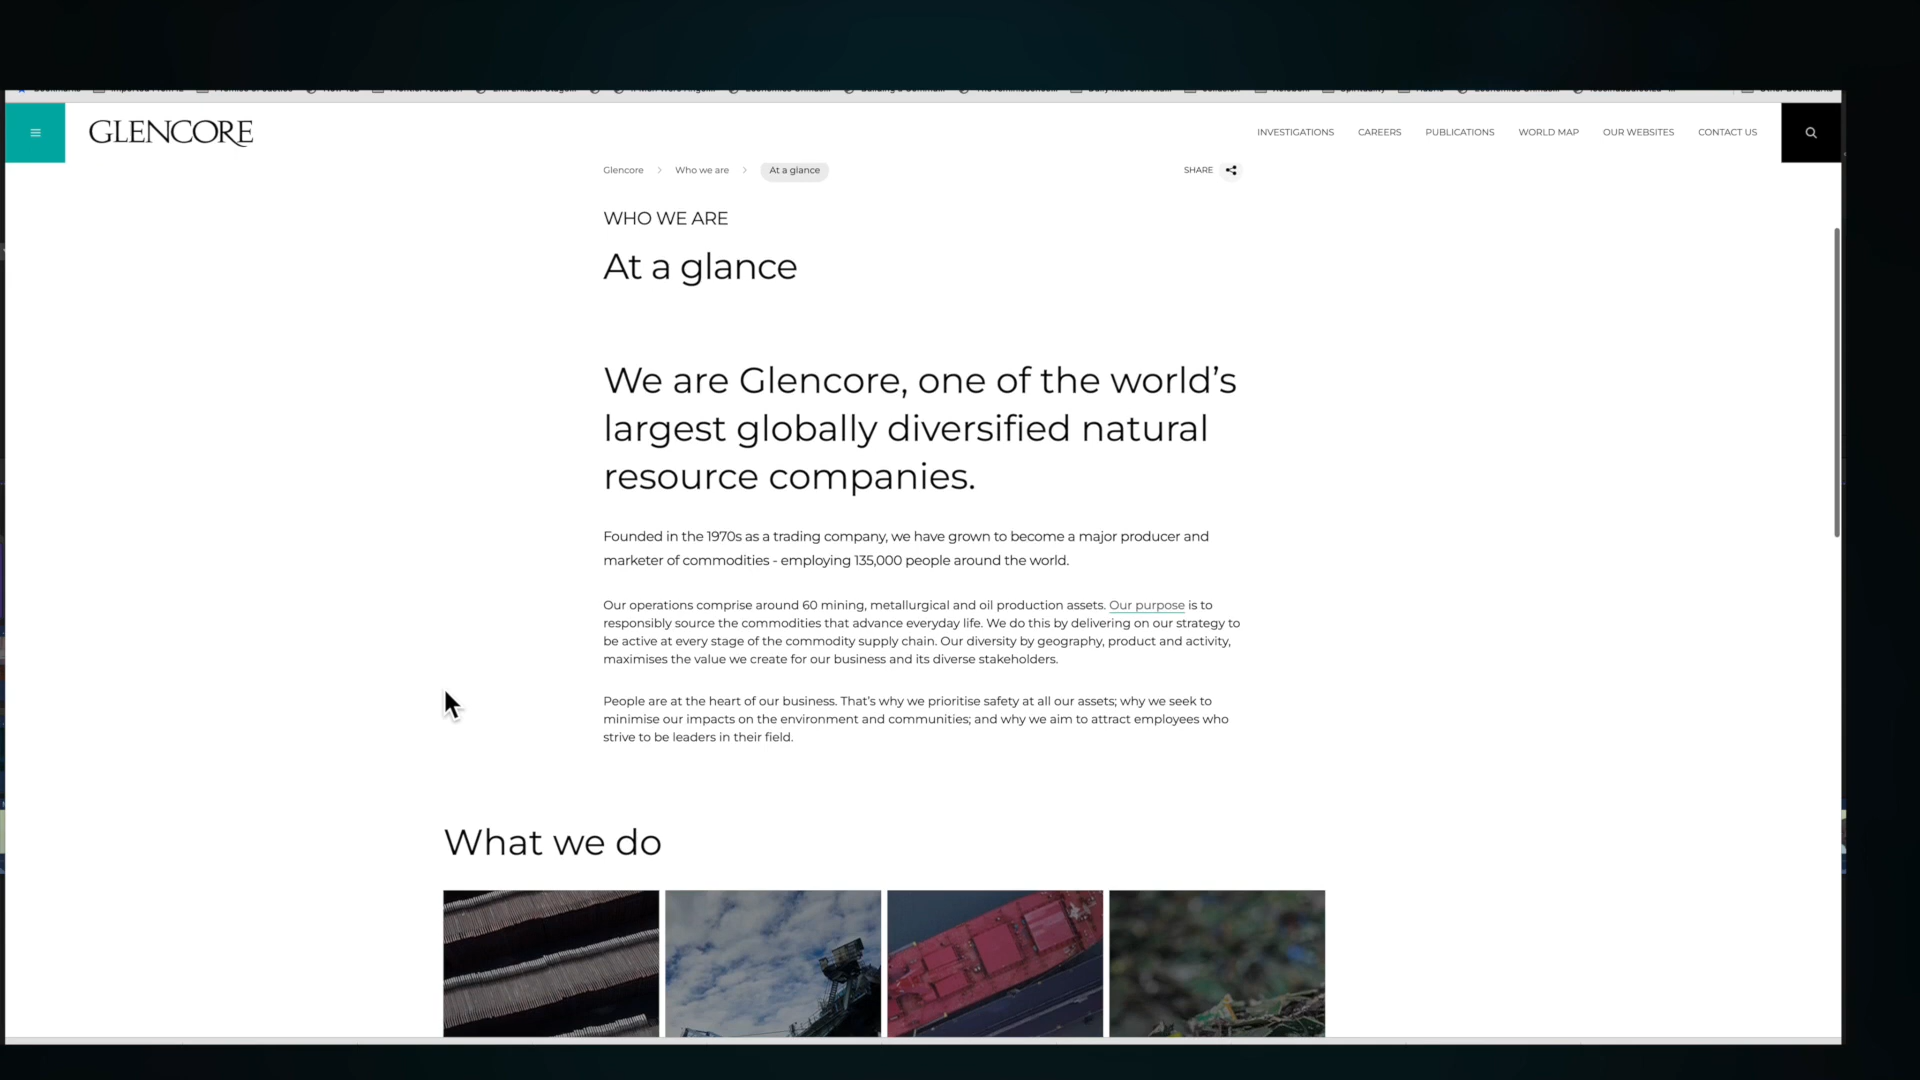 GLENCORE
INVESTIGATIONS CAREERS PUBLICATIONS WORLD MAP OUR WEBSITES CONTACT US
Glencore Who we are At a glance
SHARE
WHO WE ARE
At a glance
We are Glencore, one of the world’s
largest globally diversified natural
resource companies.
Founded in the 1970s as a trading company, we have grown to become a major producer and
marketer of commodities - employing 135,000 people around the world.
Our operations comprise around 60 mining, metallurgical and oil production assets. Our purpose is to
responsibly source the commodities that advance everyday life. We do this by delivering on our strategy to
be active at every stage of the commodity supply chain. Our diversity by geography, product and activity,
maximises the value we create for our business and its diverse stakeholders.
People are at the heart of our business. That’s why we prioritise safety at all our assets; why we seek to
minimise our impacts on the environment and communities; and why we aim to attract employees who
strive to be leaders in their field.
What we do